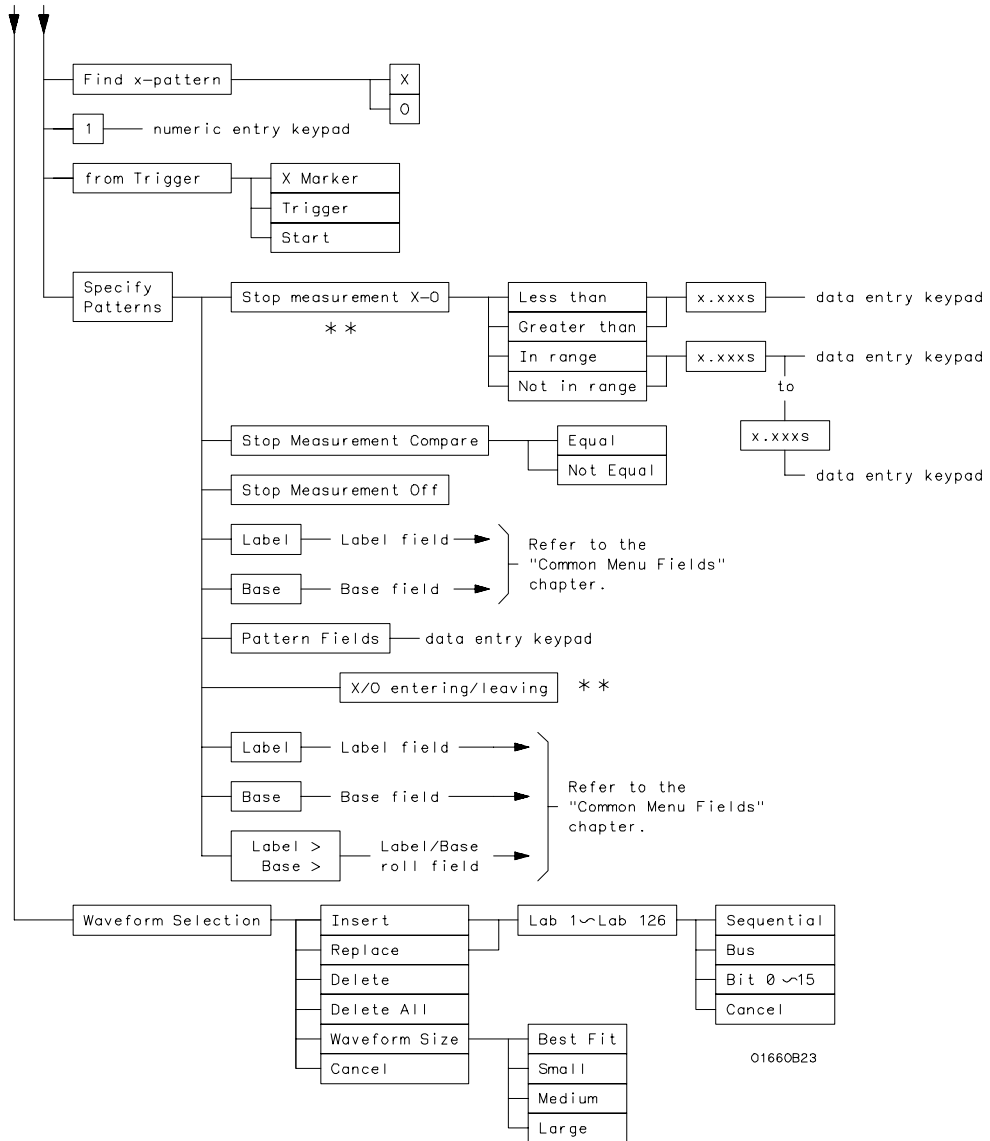 Find x-pattern
X
O
1
numeric entry keypad
from Trigger
X Marker
Trigger
Start
Specify
Patterns
Stop measurement X-O
**
Less than
Greater than
In range
Not in range
x.xxxs
data entry keypad
x.xxxs
data entry keypad
to
x.xxxs
data entry keypad
Stop Measurement Compare
Equal
Not Equal
Stop Measurement Off
Label
Label field
Base
Base field
Refer to the
"Common Menu Fields"
chapter.
Pattern Fields
data entry keypad
X/O entering/leaving
**
Label
Label field
Base
Base field
Label >
Base >
Label/Base
roll field
Refer to the
"Common Menu Fields"
chapter.
Waveform Selection
Insert
Replace
Delete
Delete All
Waveform Size
Cancel
Lab 1~Lab 126
Sequential
Bus
Bit 0 ~15
Cancel
Best Fit
Small
Medium
Large
01660B23